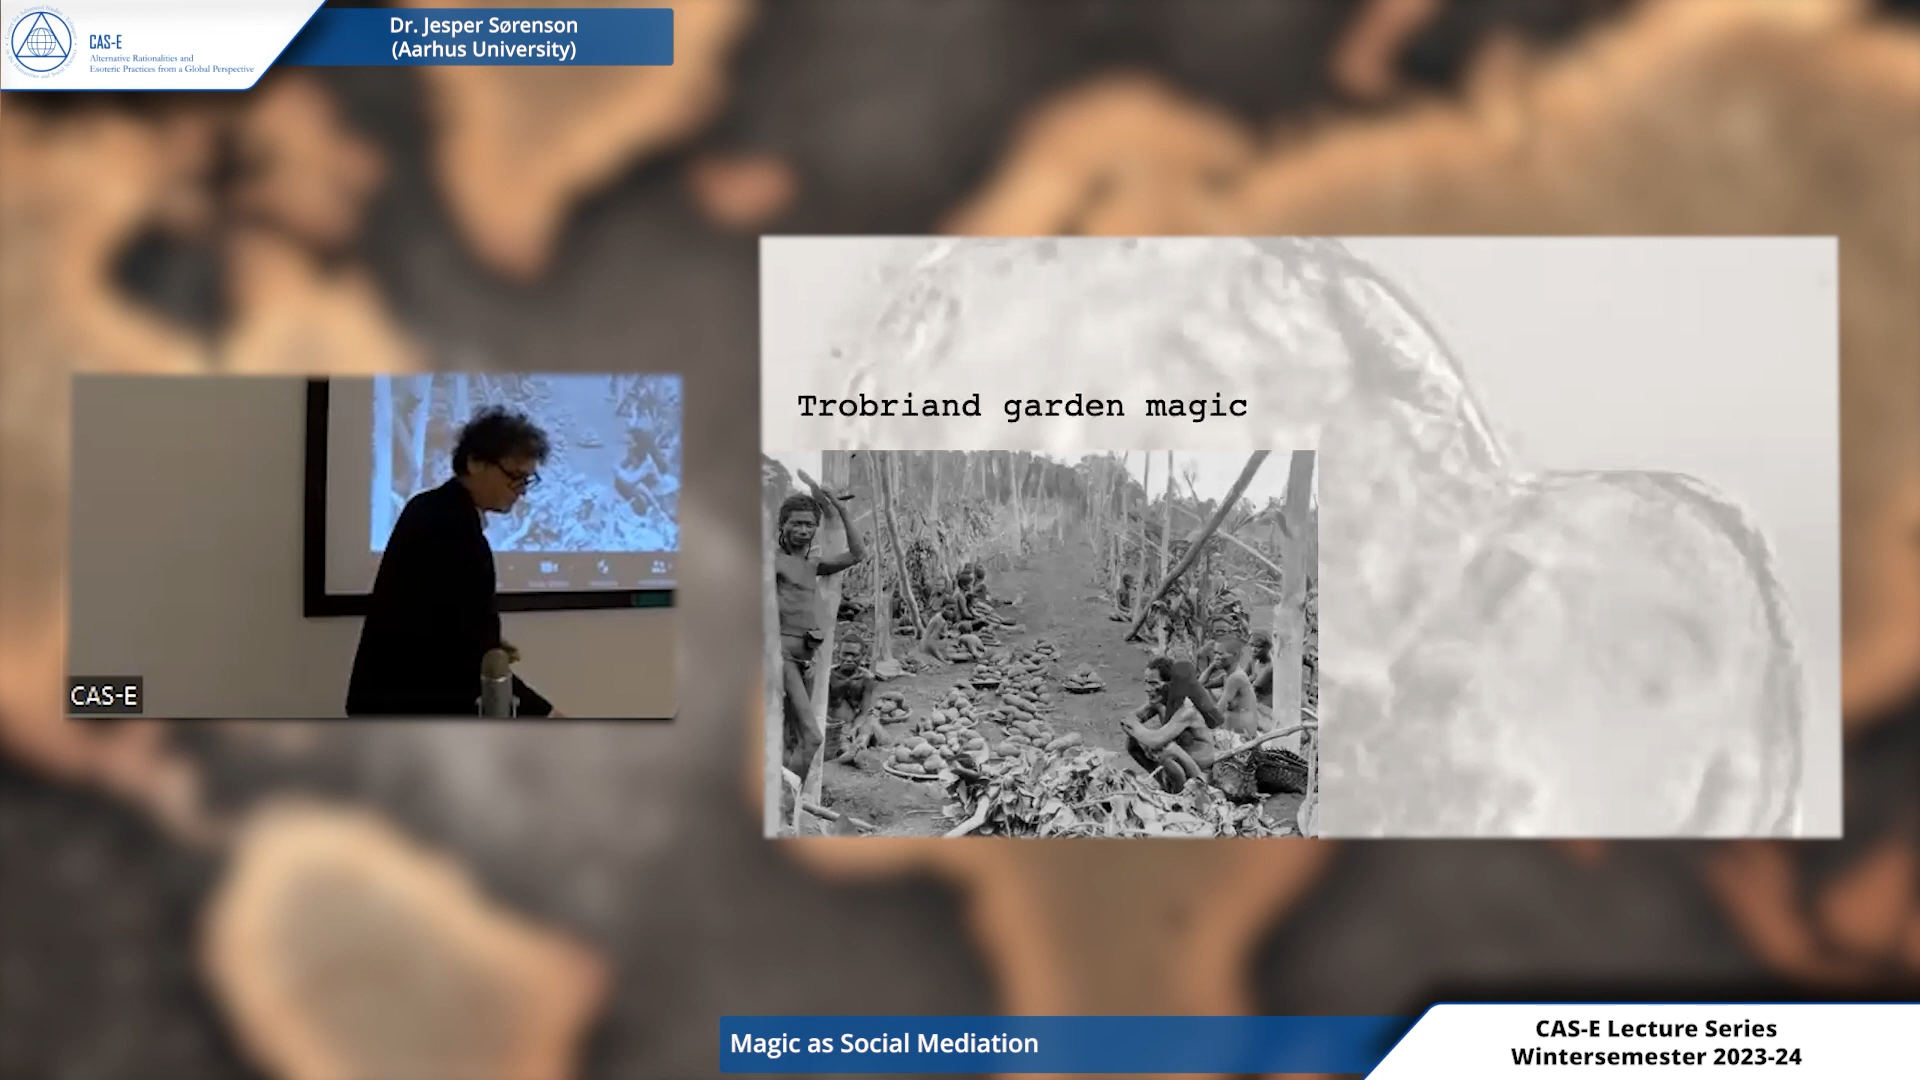 CAS-E
Alternative Rationalities and
Esoteric Practices from a Global Perspective
Dr. Jesper Sørenson
(Aarhus University)
Trobriand garden magic
CAS-E
Magic as Social Mediation
CAS-E Lecture Series
Wintersemester 2023-24